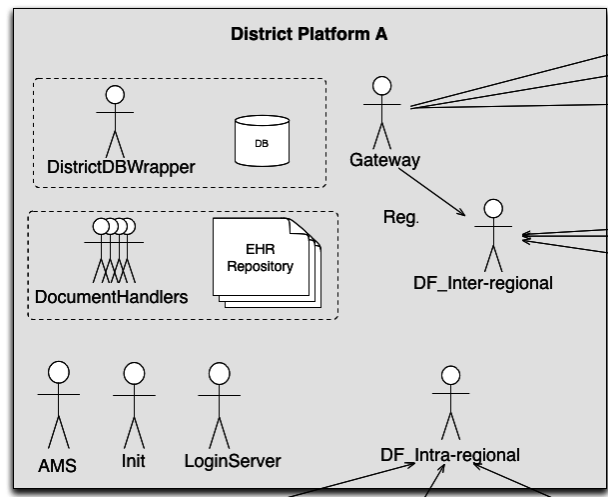 District Platform A
DistrictDBWrapper
DB
Gateway
Reg.
DF_Inter-regional
DocumentHandlers
EHR
Repository
AMS
Init
LoginServer
DF_Intra-regional